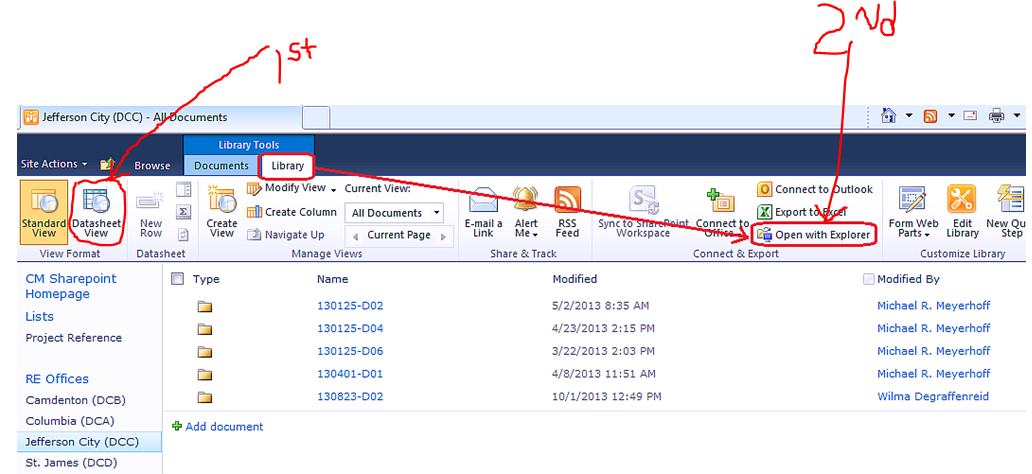 2nd
1st
Jefferson City (DCC) - All Documents
Library Tools
Site Actions Browse Documents Library
Standard View
Datasheet View
New Row
Create View
Modify View
Create Column
Navigate Up
Current View:
All Documents
Current Page
E-mail a Link
Alert Me
RSS Feed
Sync to SharePoint Workspace
Connect to Office
Connect to Outlook
Export to Excel
Open with Explorer
Form Web Parts
Edit Library
New Qu
Step
View Format Datasheet Manage Views Share & Track Connect & Export Customize Library
CM Sharepoint
Homepage
Lists
Project Reference
RE Offices
Camdenton (DCB)
Columbia (DCA)
Jefferson City (DCC)
St. James (DCD)
Type Name Modified Modified By
130125-D02 5/2/2013 8:35 AM Michael R. Meyerhoff
130125-D04 4/23/2013 2:15 PM Michael R. Meyerhoff
130125-D06 3/22/2013 2:03 PM Michael R. Meyerhoff
130401-D01 4/8/2013 11:51 AM Michael R. Meyerhoff
130823-D02 10/1/2013 12:49 PM Wilma Degraffenreid
Add document